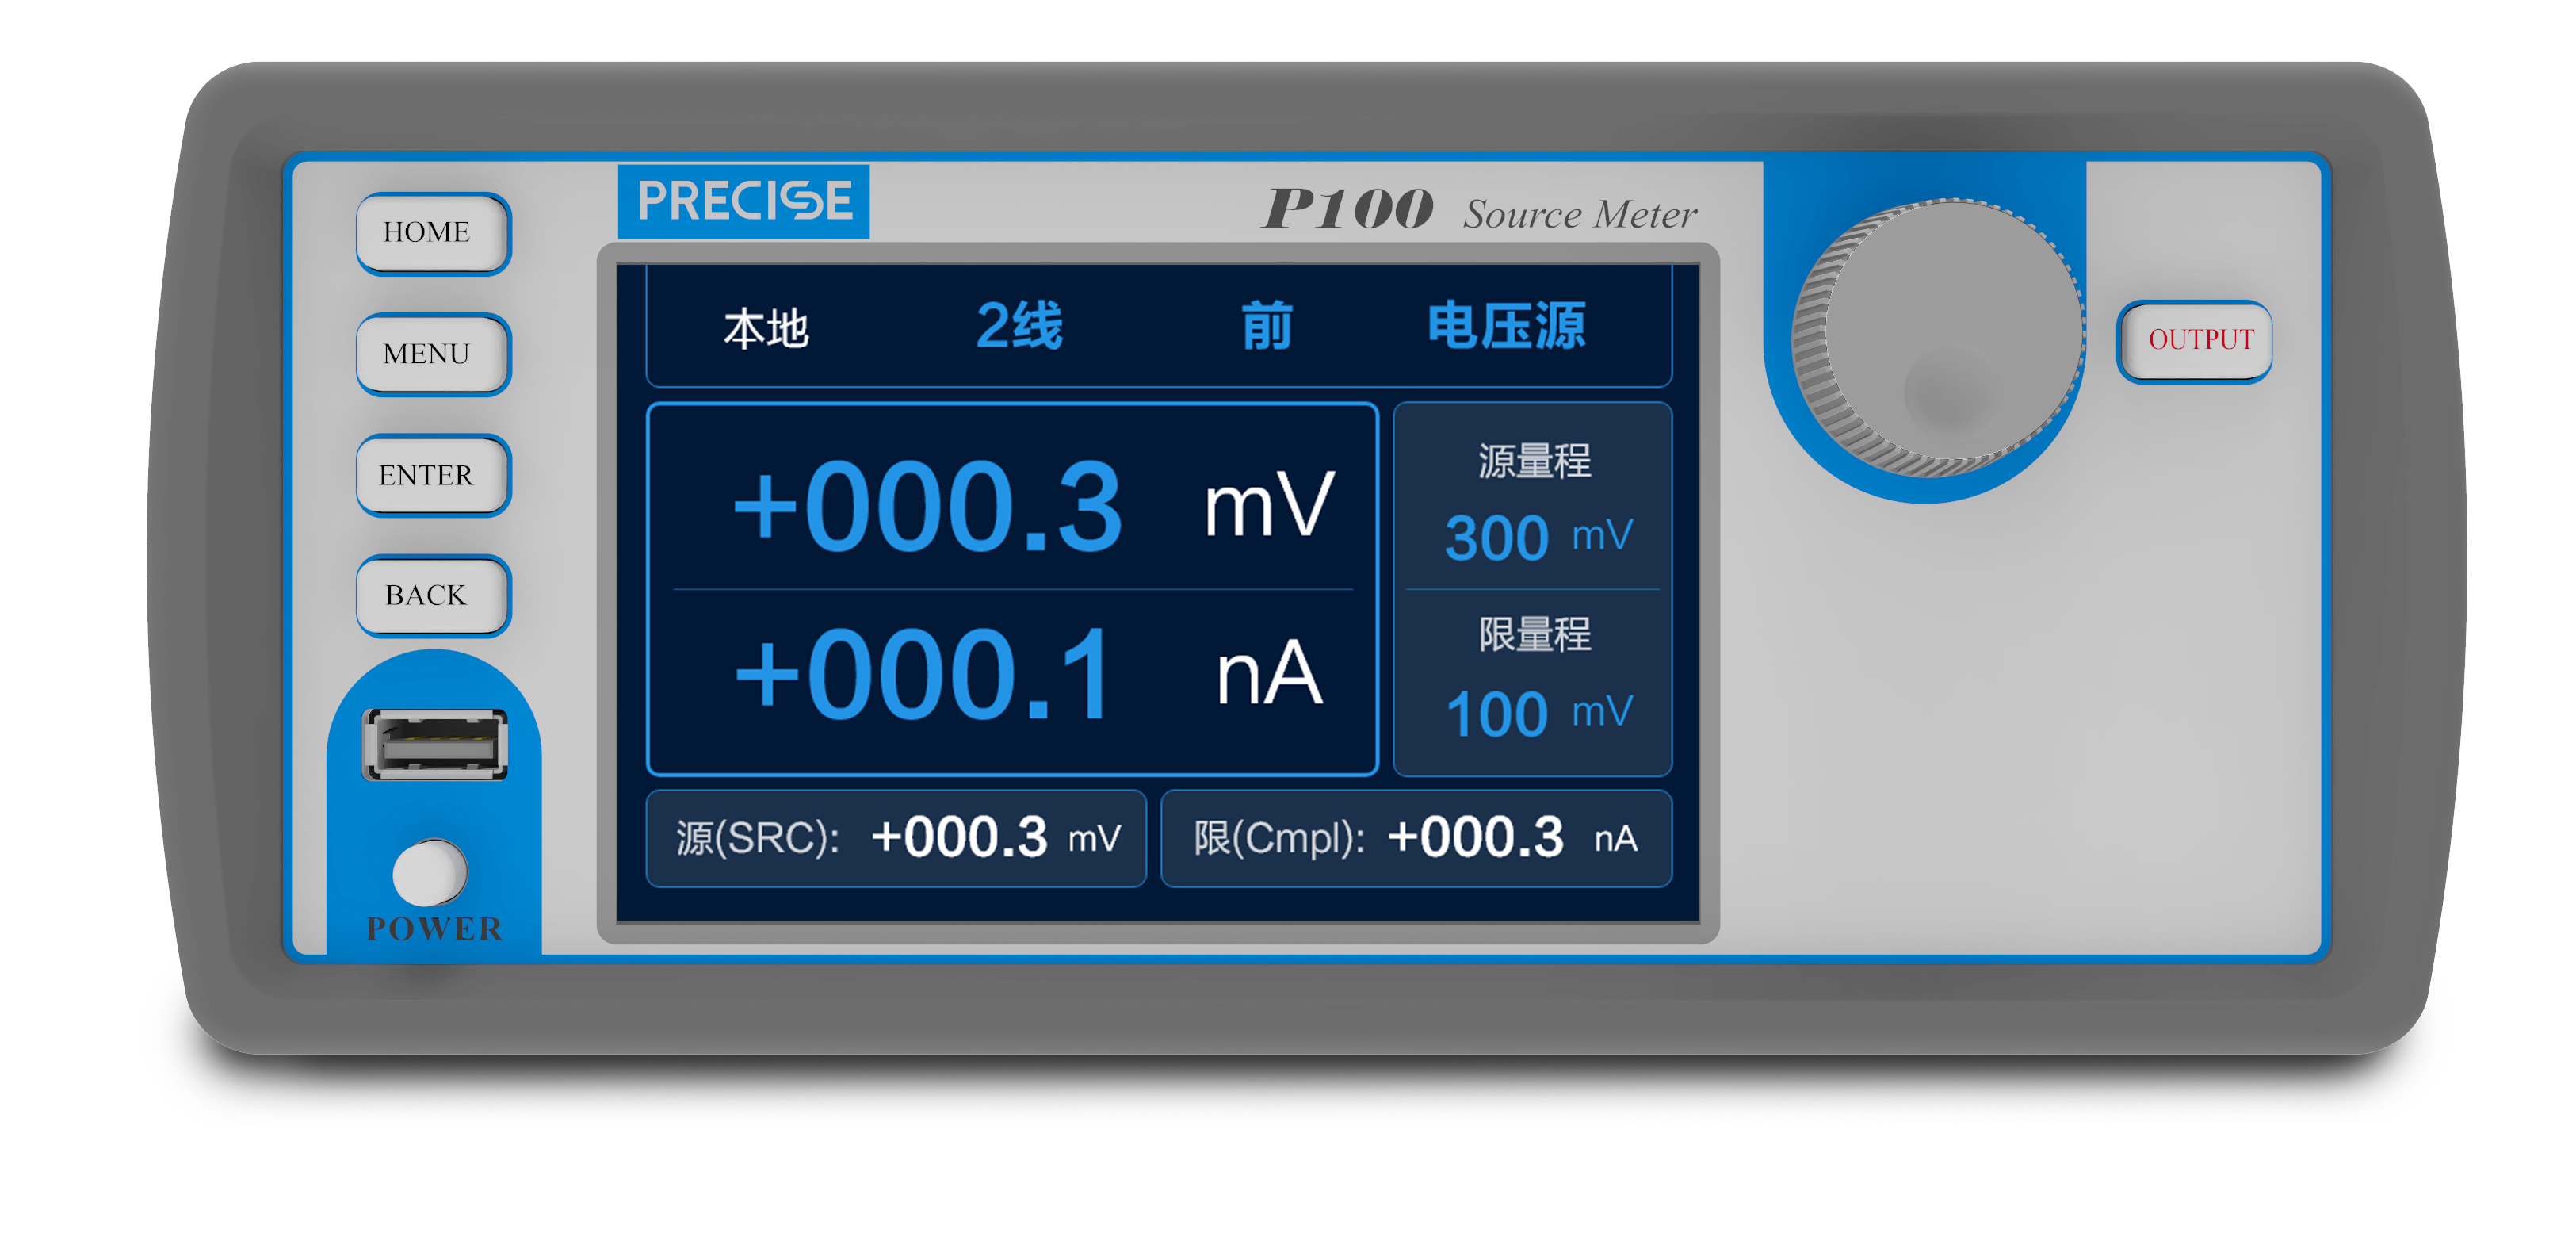 PRECISE
P100 Source Meter
HOME
MENU
ENTER
BACK
POWER
本地 2线 前 电压源
+000.3 mV
+000.1 nA
源量程
300 mV
限量程
100 mV
源(SRC): +000.3 mV
限(Cmpl): +000.3 nA
OUTPUT